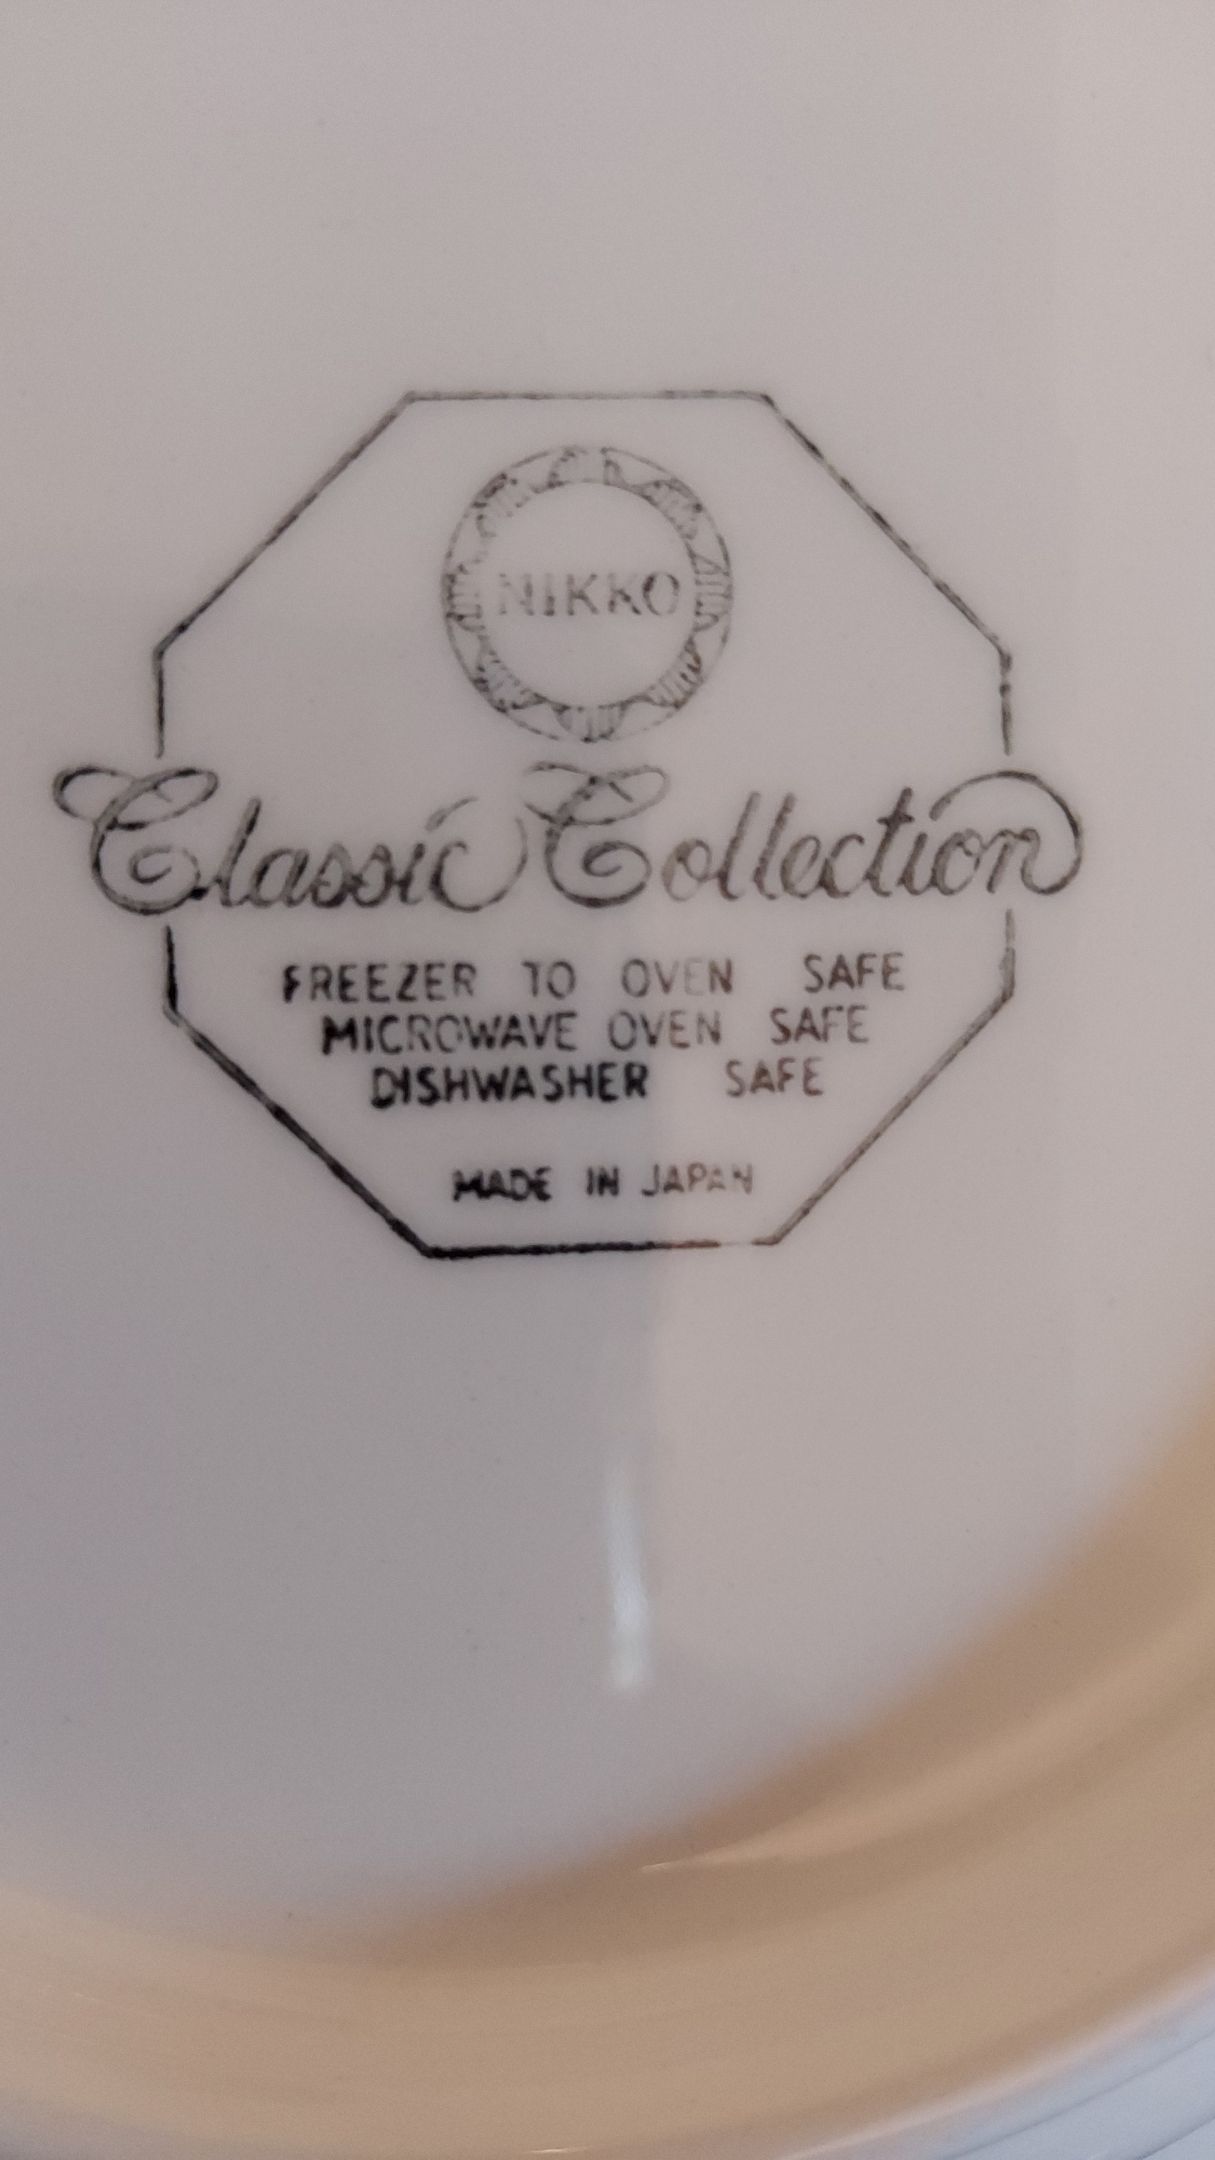 NIKKO
Classic Collection
FREEZER TO OVEN SAFE
MICROWAVE OVEN SAFE
DISHWASHER SAFE
MADE IN JAPAN